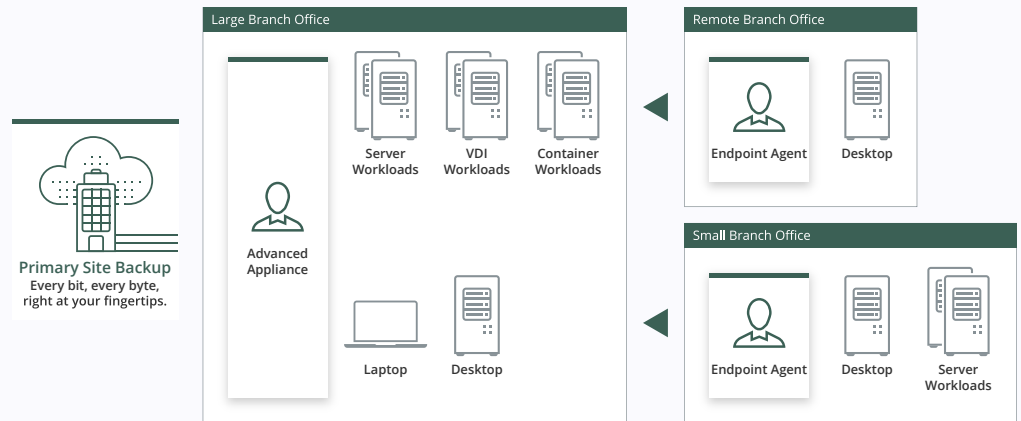 Primary Site Backup
Every bit, every byte,
right at your fingertips.
Large Branch Office
Advanced
Appliance
Server
Workloads
VDI
Workloads
Container
Workloads
Laptop
Desktop
Remote Branch Office
Endpoint Agent
Desktop
Small Branch Office
Endpoint Agent
Desktop
Server
Workloads